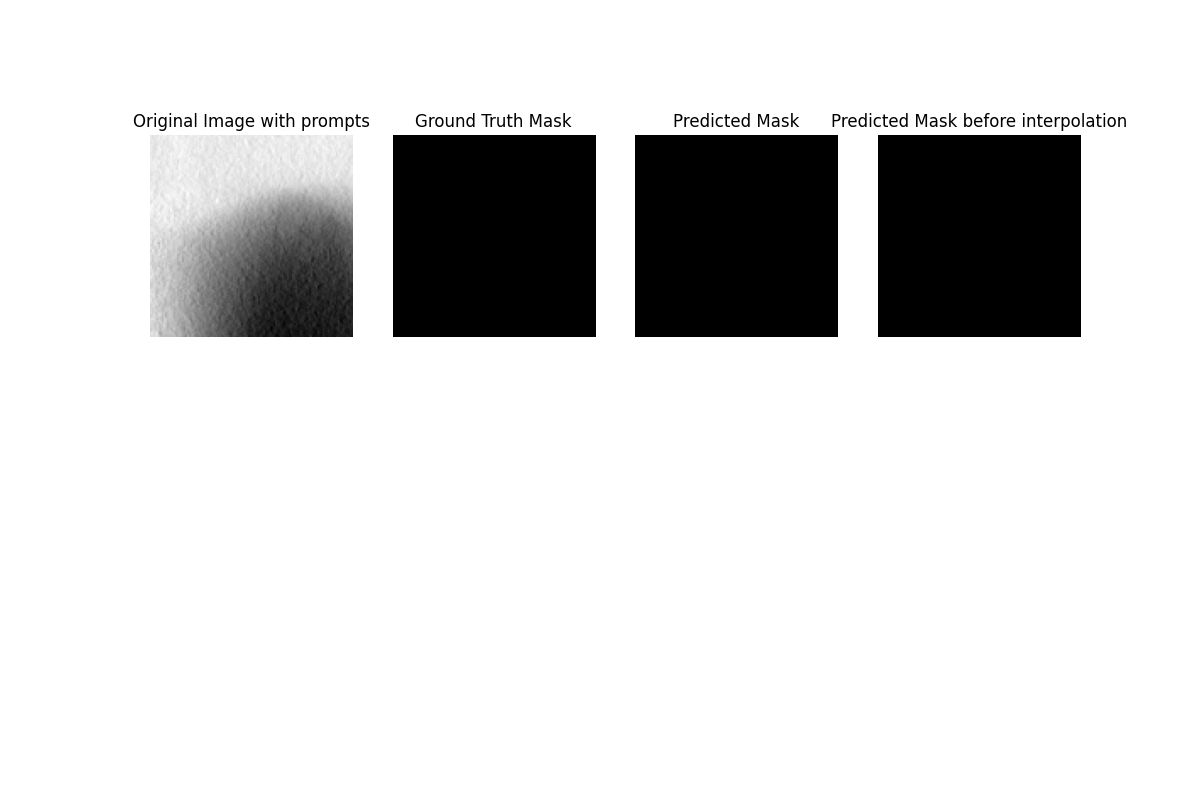 Original Image with prompts
Ground Truth Mask
Predicted Mask
Predicted Mask before interpolation